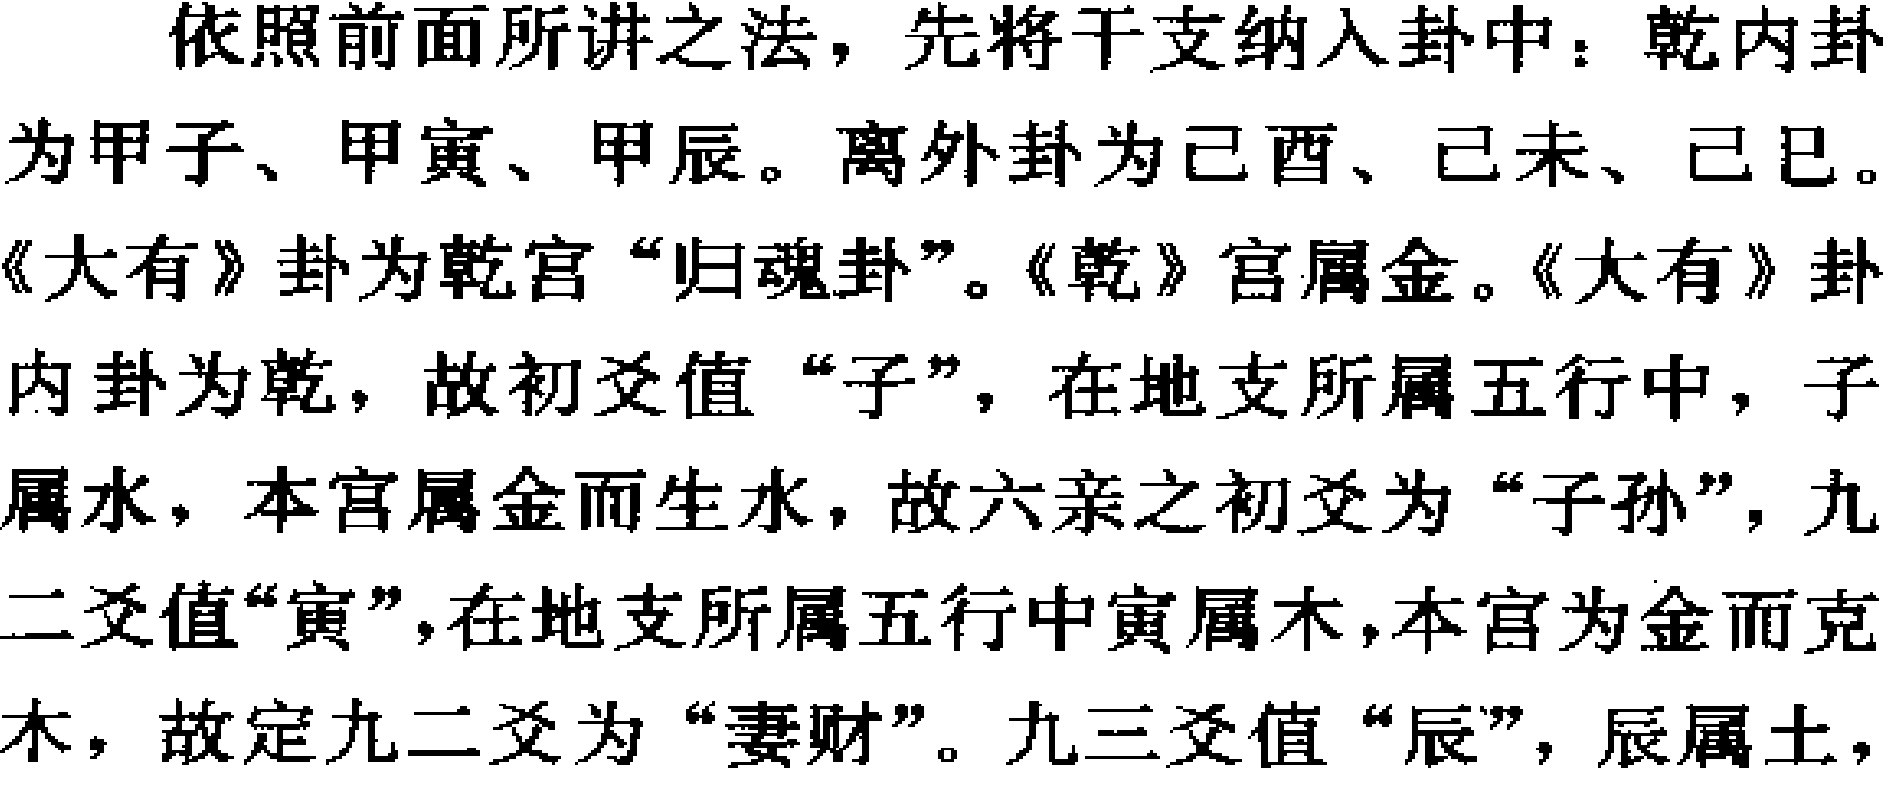 依照前面所讲之法，先将干支纳入卦中：乾内卦
为甲子、甲寅、甲辰。离外卦为己酉、己未、己巳。
《大有》卦为乾宫“归魂卦”。《乾》宫属金。《大有》卦
内卦为乾，故初爻值“子”，在地支所属五行中，子
属水，本宫属金而生水，故六亲之初爻为“子孙”，九
二爻值“寅”，在地支所属五行中寅属木，本宫为金而克
木，故定九二爻为“妻财”。九三爻值“辰”，辰属土，